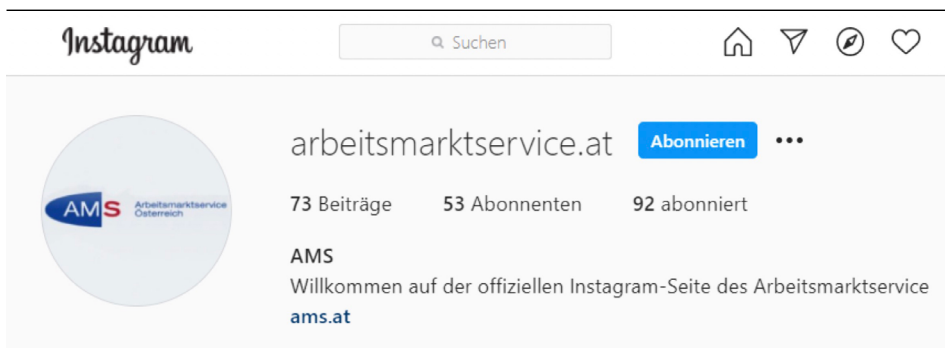 Instagram
Suchen
arbeitsmarktservice.at Abonnieren
AMS Arbeitsmarktservice
Österreich
73 Beiträge 53 Abonnenten 92 abonniert
AMS
Willkommen auf der offiziellen Instagram-Seite des Arbeitsmarktservice
ams.at